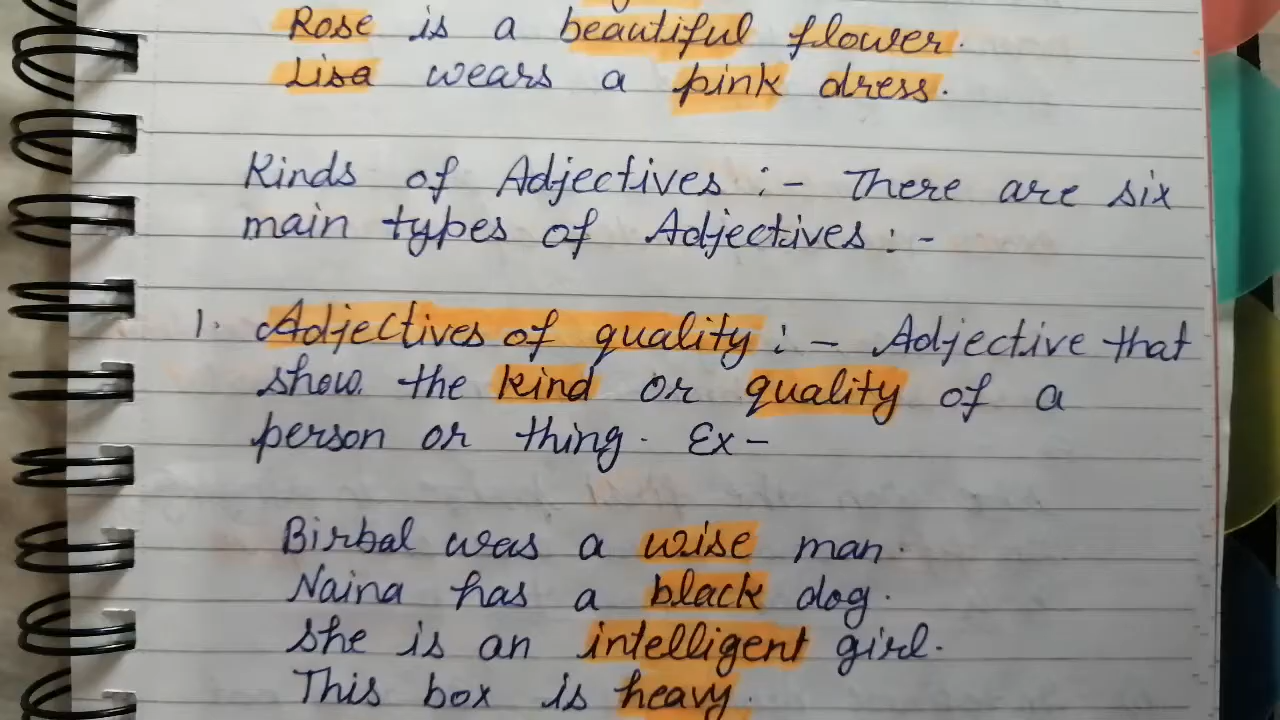 Rose is a beautiful flower.
Lisa wears a pink dress.
Kinds of Adjectives :- There are six
main types of Adjectives :-
1. Adjectives of quality :- Adjective that
show the kind or quality of a
person or thing. Ex-
Birbal was a wise man.
Naina has a black dog.
She is an intelligent girl.
This box is heavy.